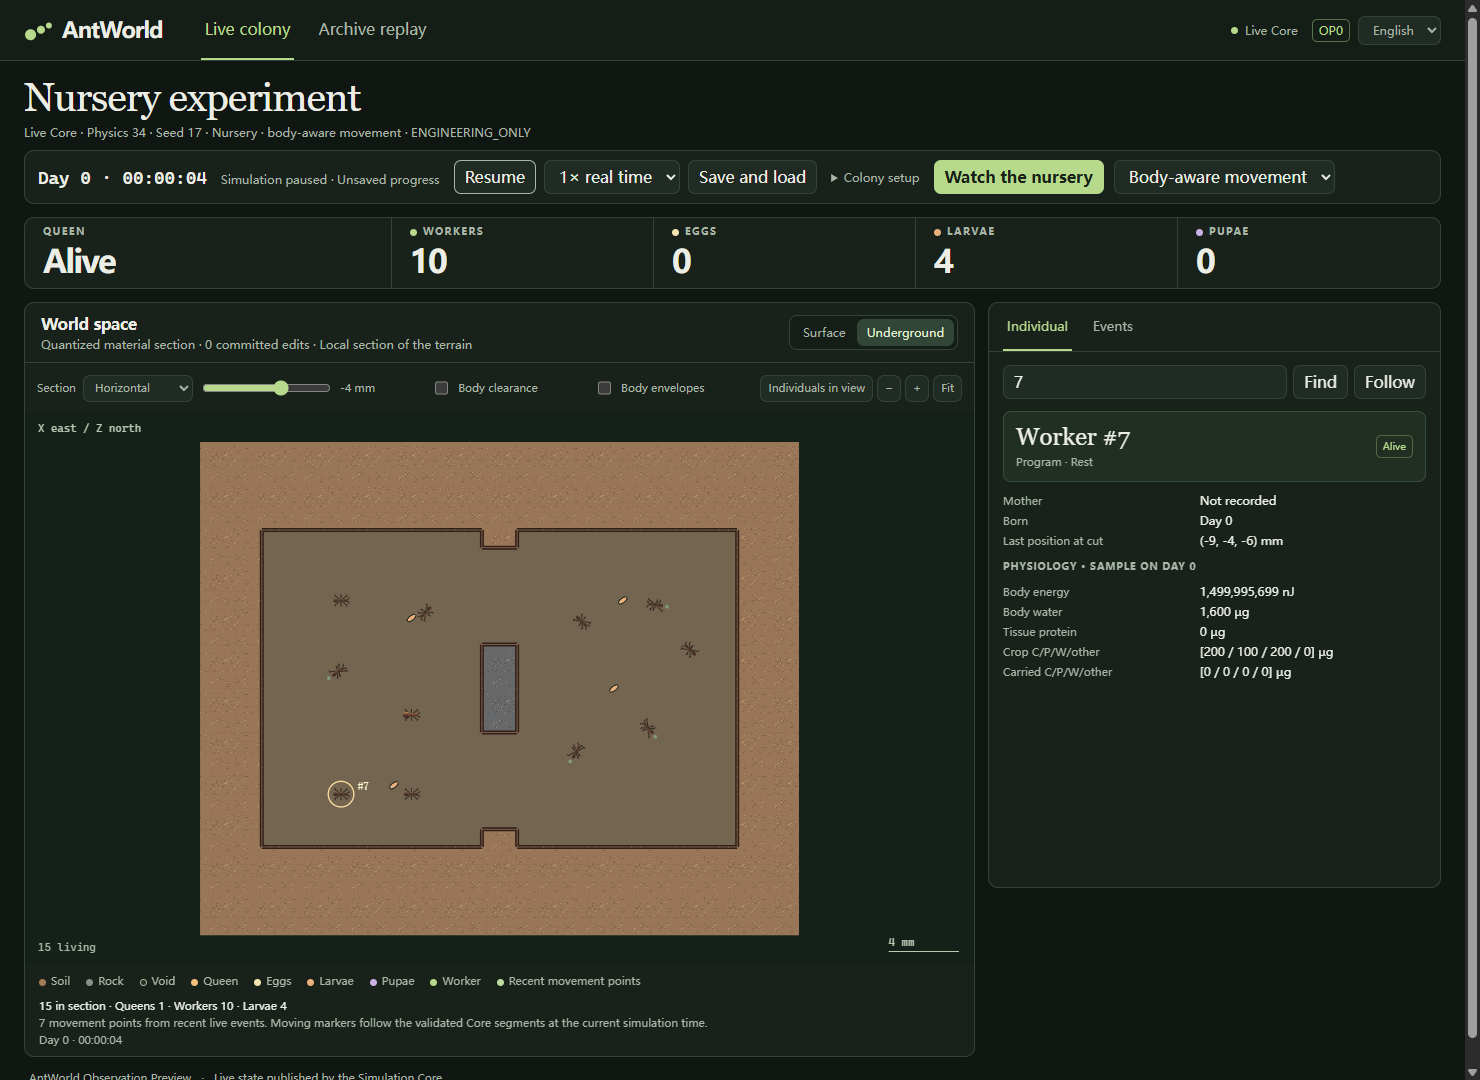 AntWorld
Live colony
Archive replay
Live Core
OP0
English
Nursery experiment
Live Core · Physics 34 · Seed 17 · Nursery · body-aware movement · ENGINEERING_ONLY
Day 0 · 00:00:04
Simulation paused · Unsaved progress
Resume
1× real time
Save and load
Colony setup
Watch the nursery
Body-aware movement
QUEEN
Alive
WORKERS
10
EGGS
0
LARVAE
4
PUPAE
0
World space
Quantized material section · 0 committed edits · Local section of the terrain
Surface
Underground
Section
Horizontal
-4 mm
Body clearance
Body envelopes
Individuals in view
−
+
Fit
X east / Z north
#7
15 living
4 mm
Soil
Rock
Void
Queen
Eggs
Larvae
Pupae
Worker
Recent movement points
15 in section · Queens 1 · Workers 10 · Larvae 4
7 movement points from recent live events. Moving markers follow the validated Core segments at the current simulation time.
Day 0 · 00:00:04
Individual
Events
7
Find
Follow
Worker #7
Program · Rest
Alive
Mother Not recorded
Born Day 0
Last position at cut (-9, -4, -6) mm
PHYSIOLOGY • SAMPLE ON DAY 0
Body energy 1,499,995,699 nJ
Body water 1,600 µg
Tissue protein 0 µg
Crop C/P/W/other [200 / 100 / 200 / 0] µg
Carried C/P/W/other [0 / 0 / 0 / 0] µg
AntWorld Observation Preview · Live state published by the Simulation Core